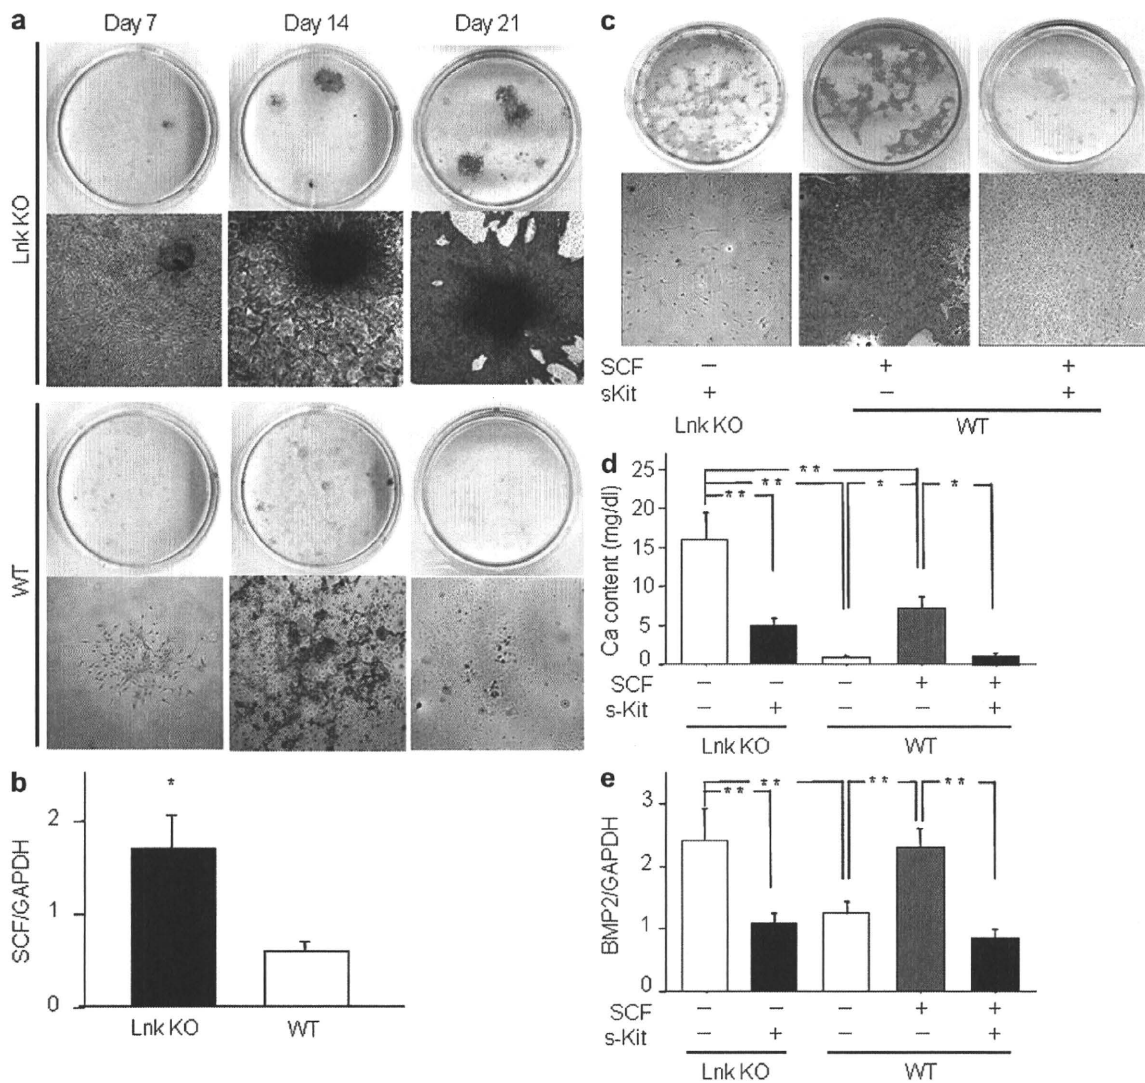 a
Day 7 Day 14 Day 21
Lnk KO
WT
b
*
SCF/GAPDH
2
1
0
Lnk KO WT
c
SCF – + +
sKit + – +
Lnk KO WT
d
Ca content (mg/dl)
25
20
15
10
5
0
**
** * *
**
SCF – – – + +
s-Kit – + – – +
Lnk KO WT
e
BMP2/GAPDH
3
2
1
0
** ** **
**
SCF – – – + +
s-Kit – + – – +
Lnk KO WT